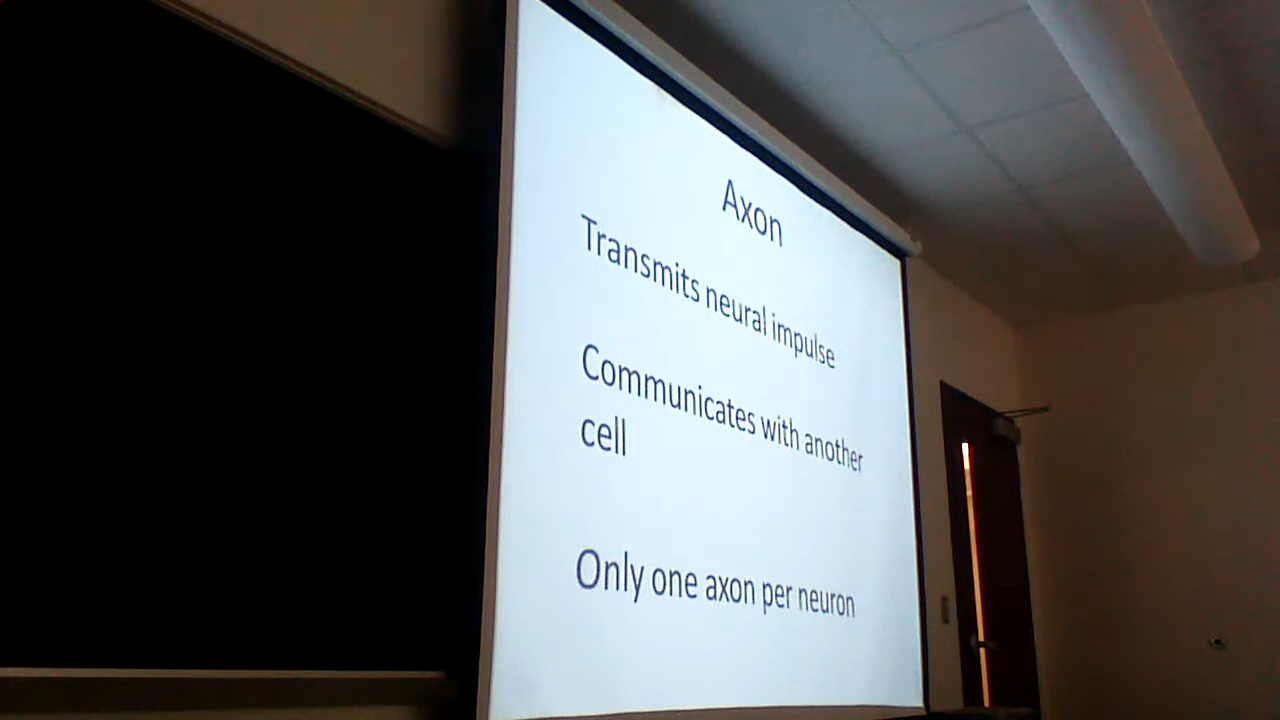 Axon
Transmits neural impulse
Communicates with another
cell
Only one axon per neuron